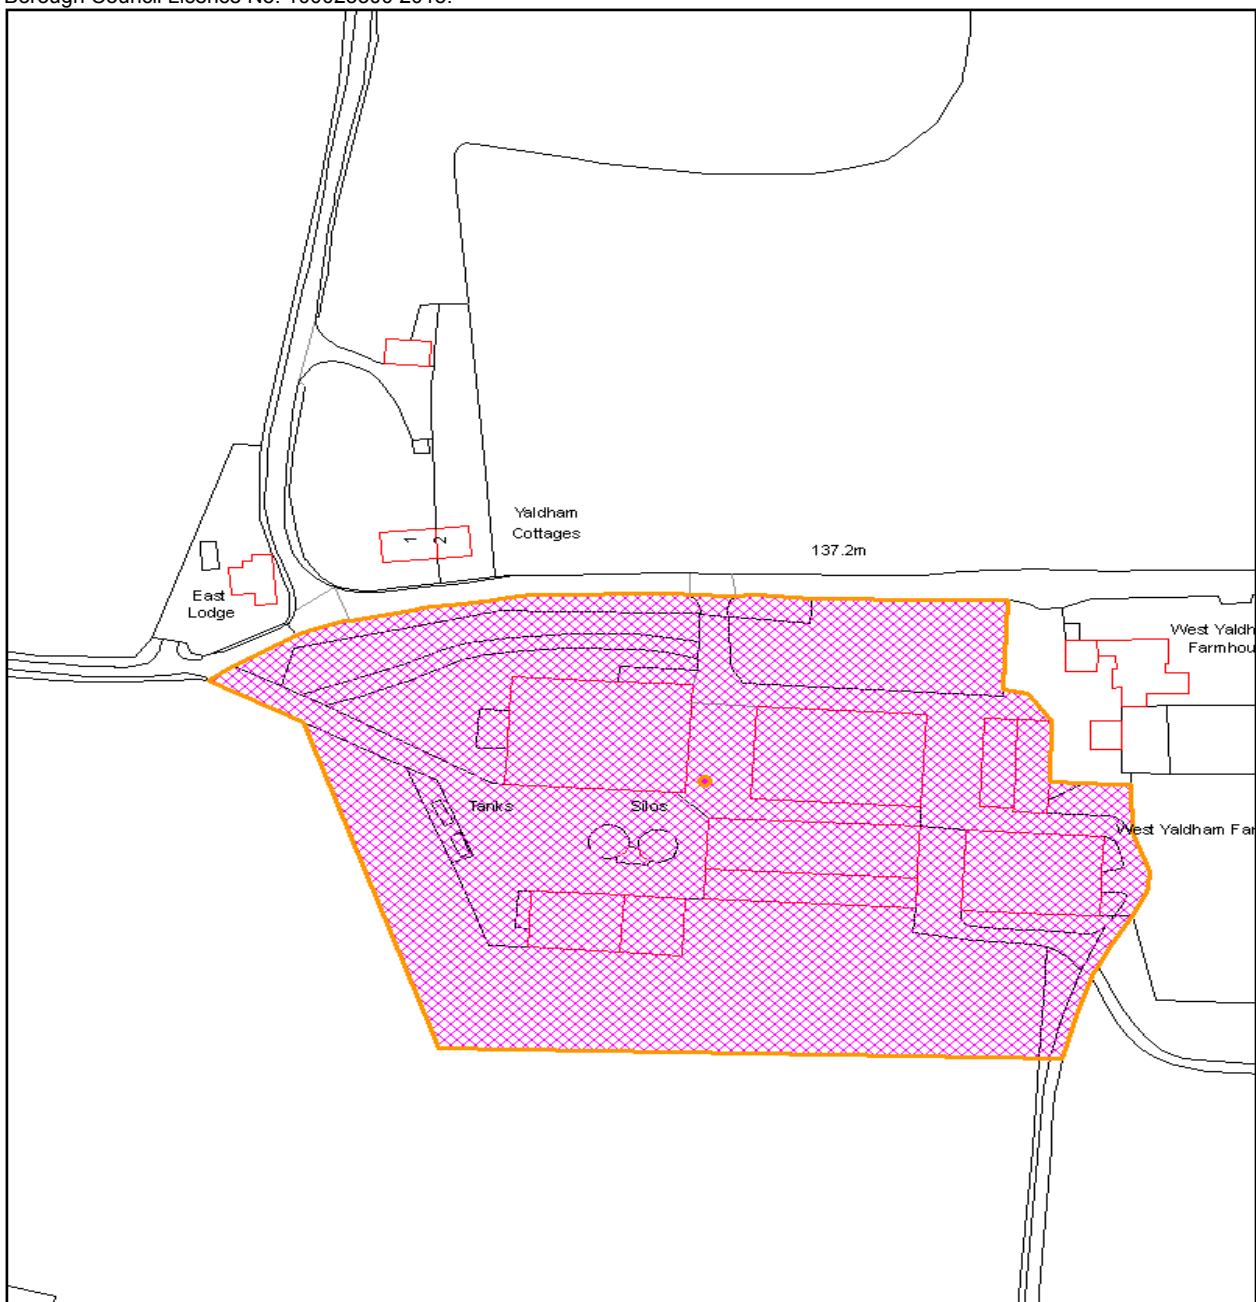 Yaldham
Cottages
1
2
137.2m
East
Lodge
West Yaldh
Farmhou
Tanks
Silos
West Yaldham Far